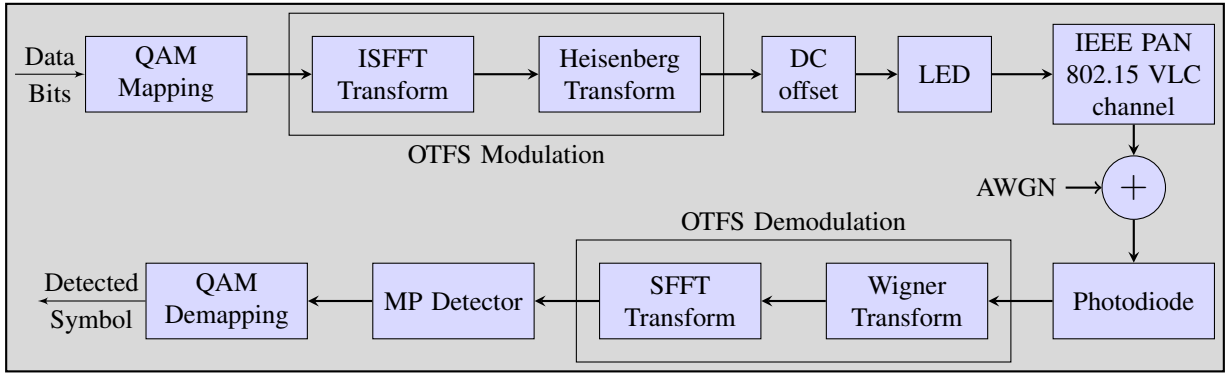 Data
Bits
QAM
Mapping
ISFFT
Transform
Heisenberg
Transform
OTFS Modulation
DC
offset
LED
IEEE PAN
802.15 VLC
channel
AWGN
+
OTFS Demodulation
Photodiode
Wigner
Transform
SFFT
Transform
MP Detector
QAM
Demapping
Detected
Symbol